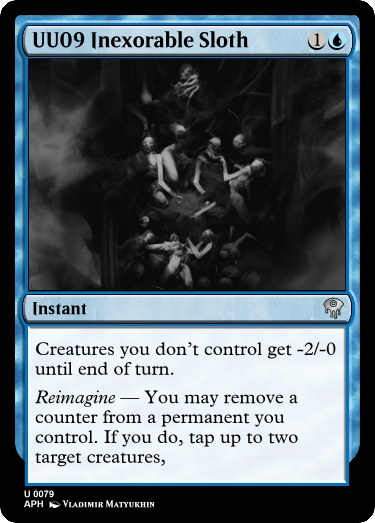 UU09 Inexorable Sloth
1
Instant
Creatures you don't control get -2/-0
until end of turn.
Reimagine — You may remove a
counter from a permanent you
control. If you do, tap up to two
target creatures,
U 0079
APH Vladimir Matyukhin